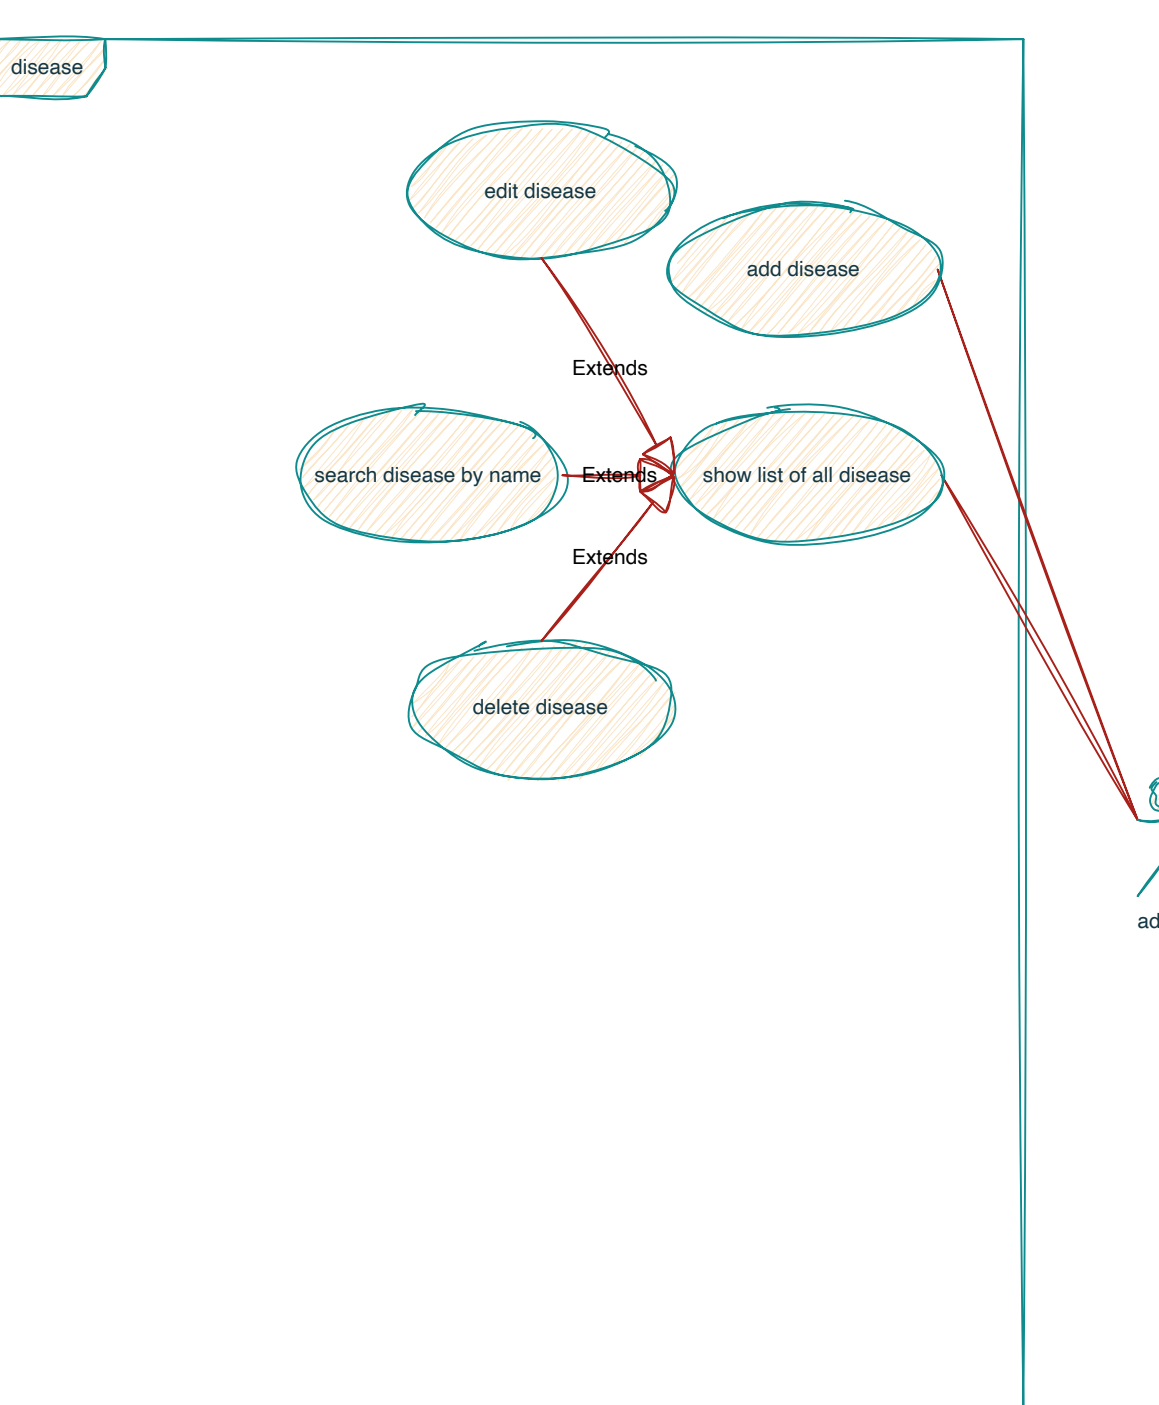 disease
edit disease
add disease
Extends
search disease by name
Extends
show list of all disease
Extends
delete disease
ad